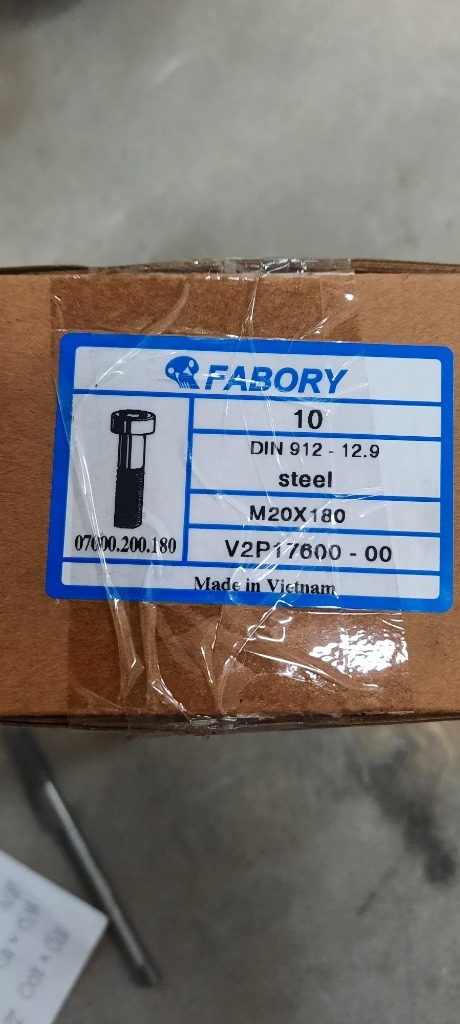 FABORY
10
DIN 912 - 12.9
steel
M20X180
07000.200.180
V2P17600 - 00
Made in Vietnam